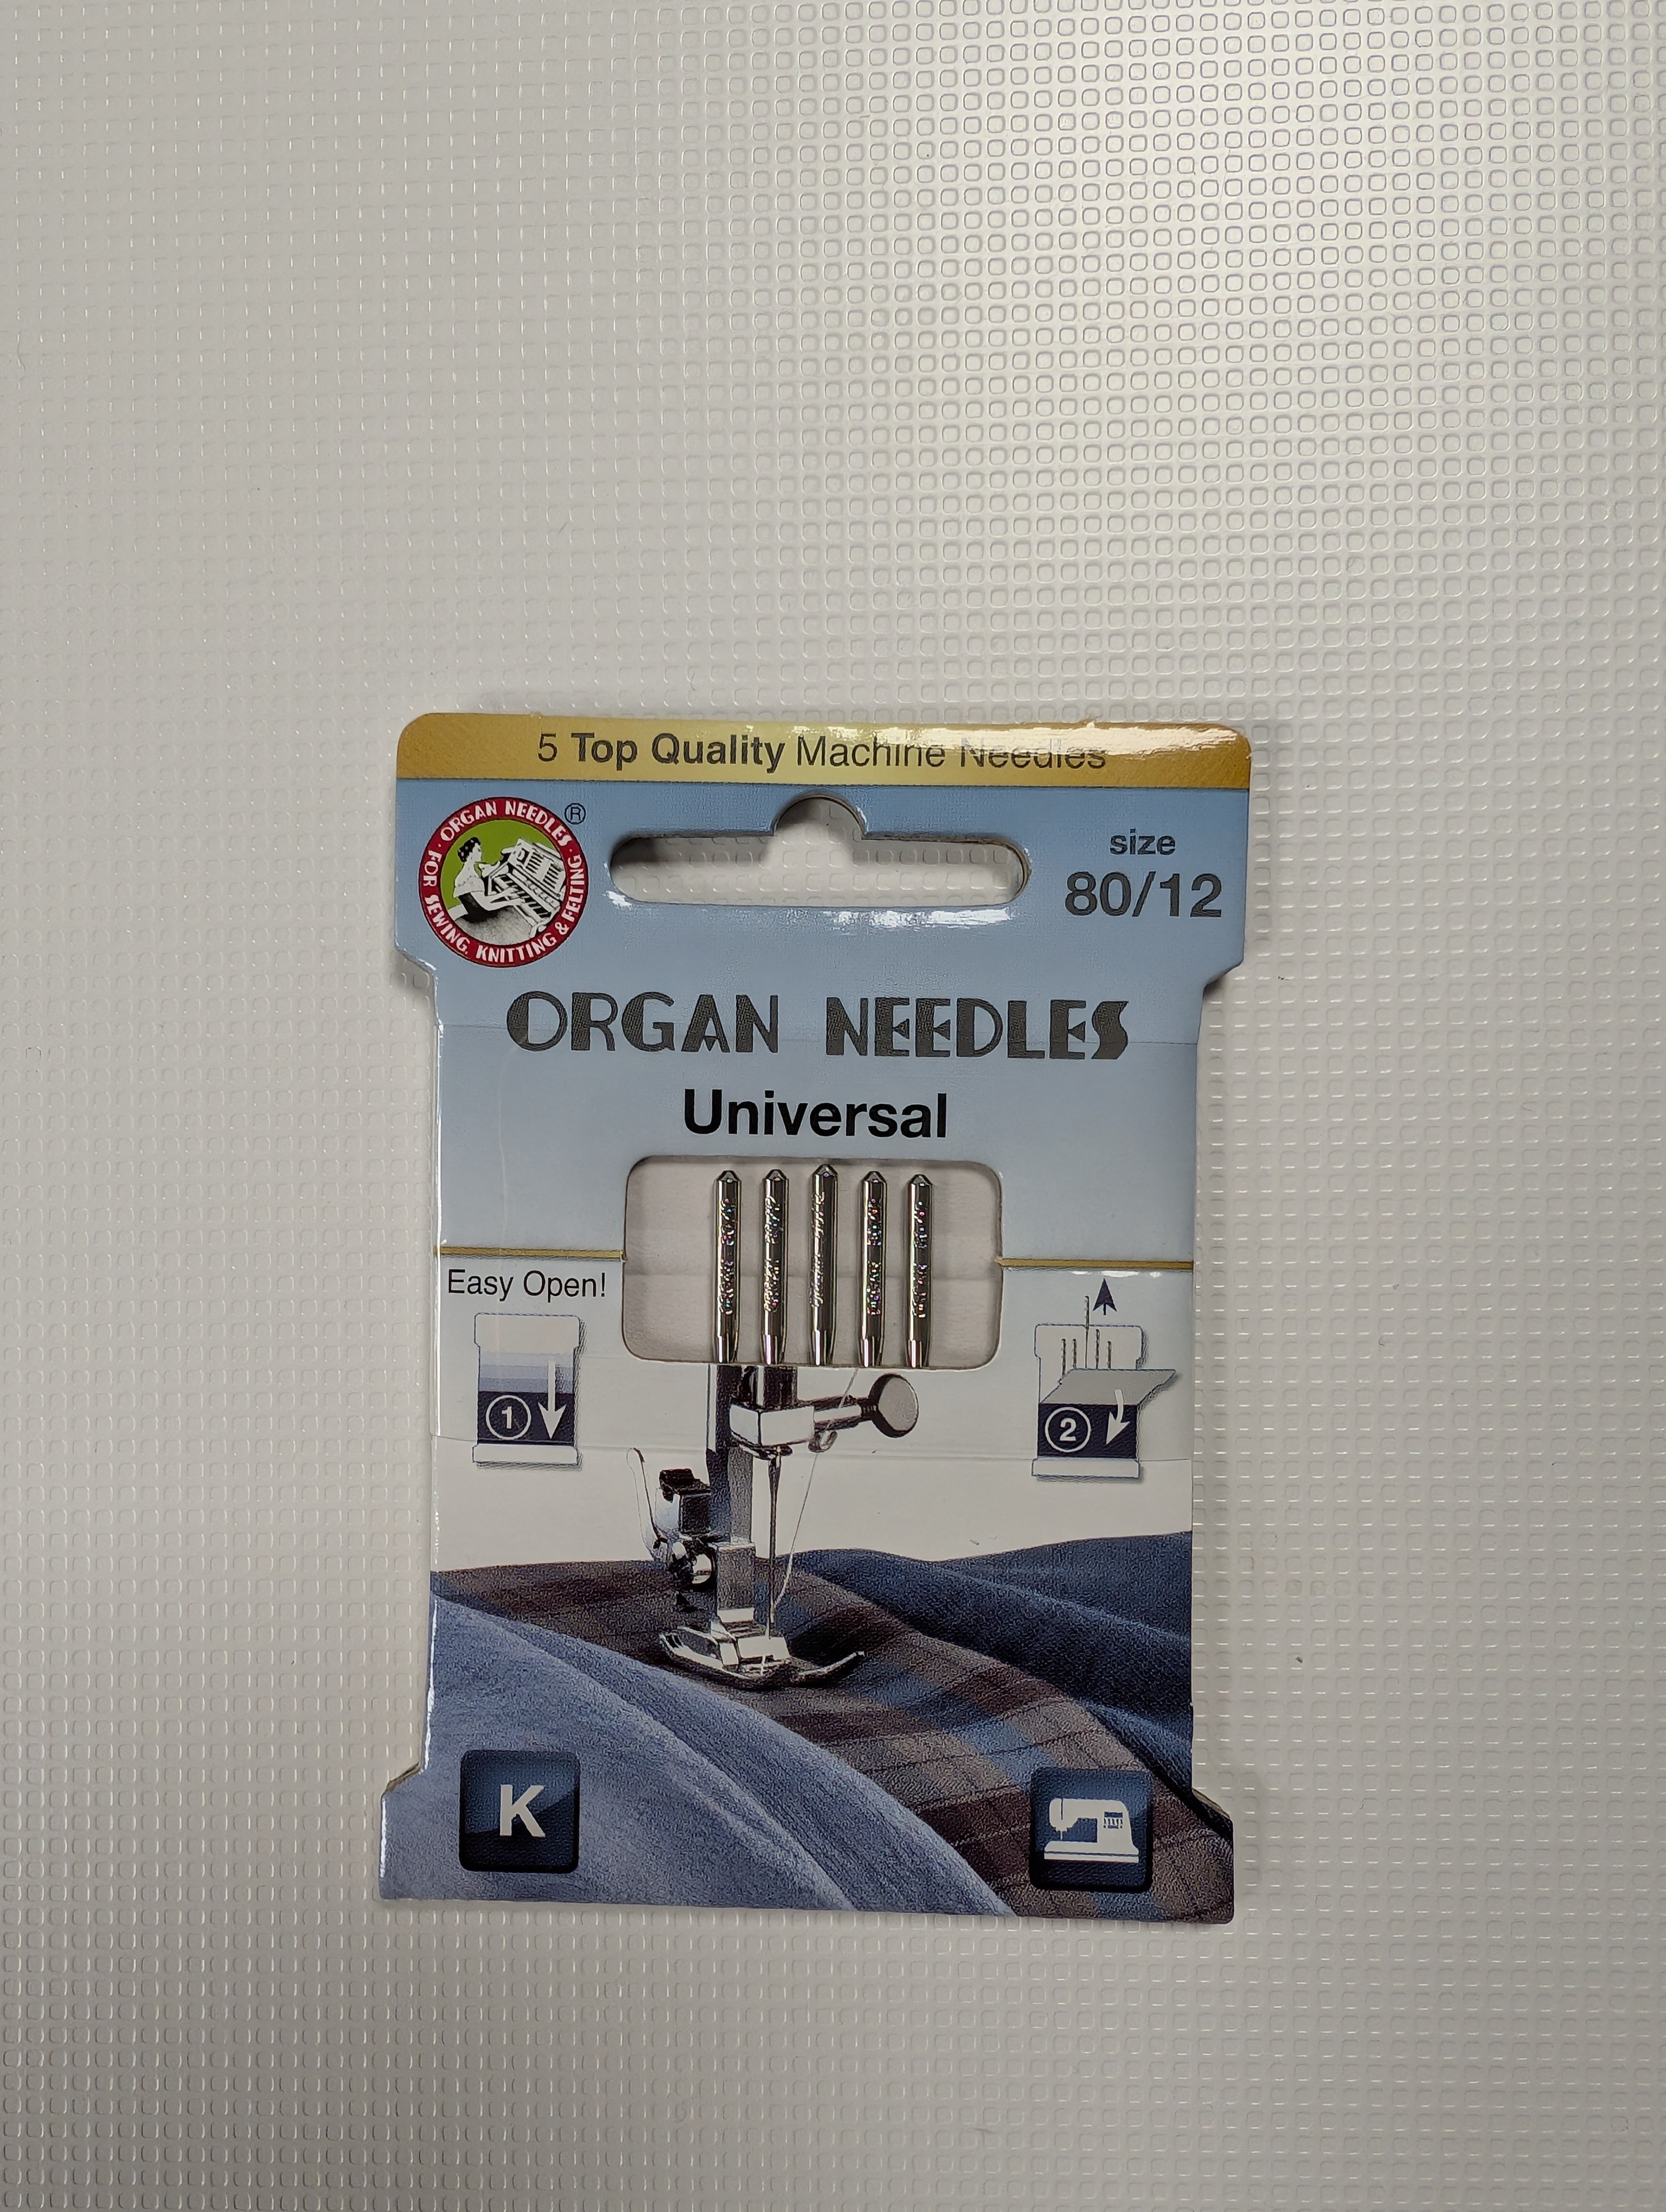 5 Top Quality Machine Needles
ORGAN NEEDLES
FOR SEWING, KNITTING & FELTING
®
size
80/12
ORGAN NEEDLES
Universal
Easy Open!
1
2
K